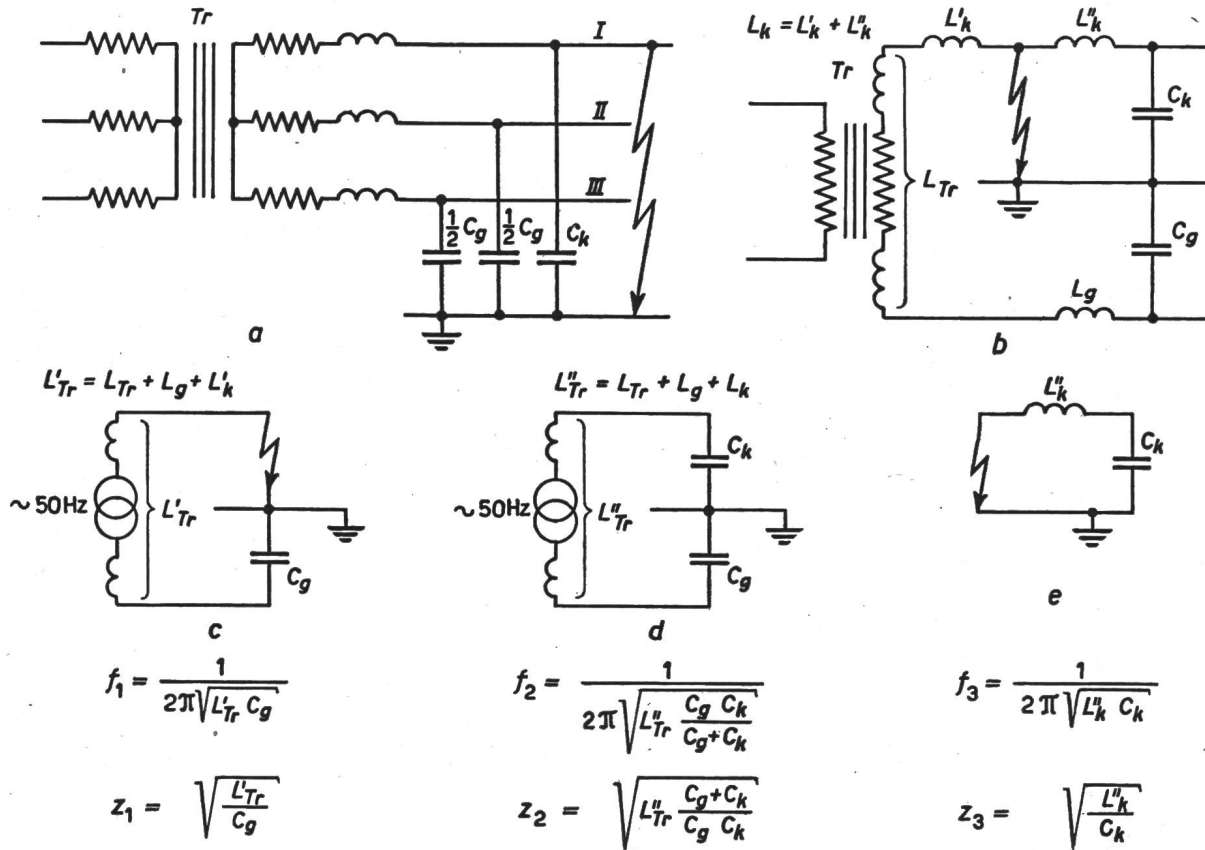 Tr
I
II
III
½ C_g
½ C_g
C_k
a
L_k = L'_k + L''_k
L'_k
L''_k
Tr
C_k
L_Tr
C_g
L_g
b
L'_Tr = L_Tr + L_g + L'_k
~50Hz
L'_Tr
C_g
c
L''_Tr = L_Tr + L_g + L_k
C_k
~50Hz
L''_Tr
C_g
d
L''_k
C_k
e
f_1 = 1 / (2π√(L'_Tr C_g))
f_2 = 1 / (2π√(L''_Tr (C_g C_k)/(C_g+C_k)))
f_3 = 1 / (2π√(L''_k C_k))
z_1 = √(L'_Tr / C_g)
z_2 = √(L''_Tr (C_g+C_k)/(C_g C_k))
z_3 = √(L''_k / C_k)